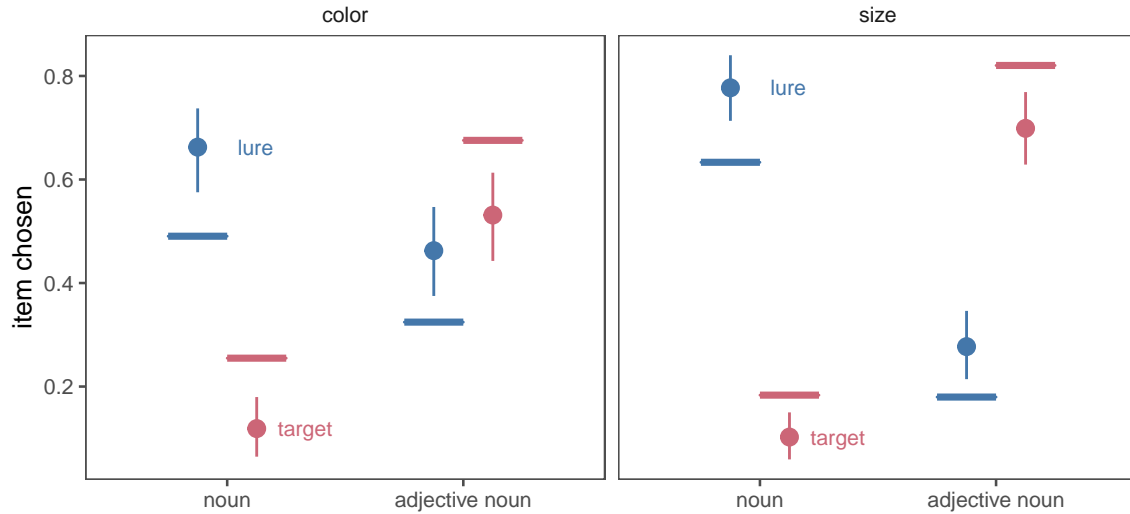 color
size
item chosen
0.8
0.6
0.4
0.2
lure
target
lure
target
noun
adjective noun
noun
adjective noun